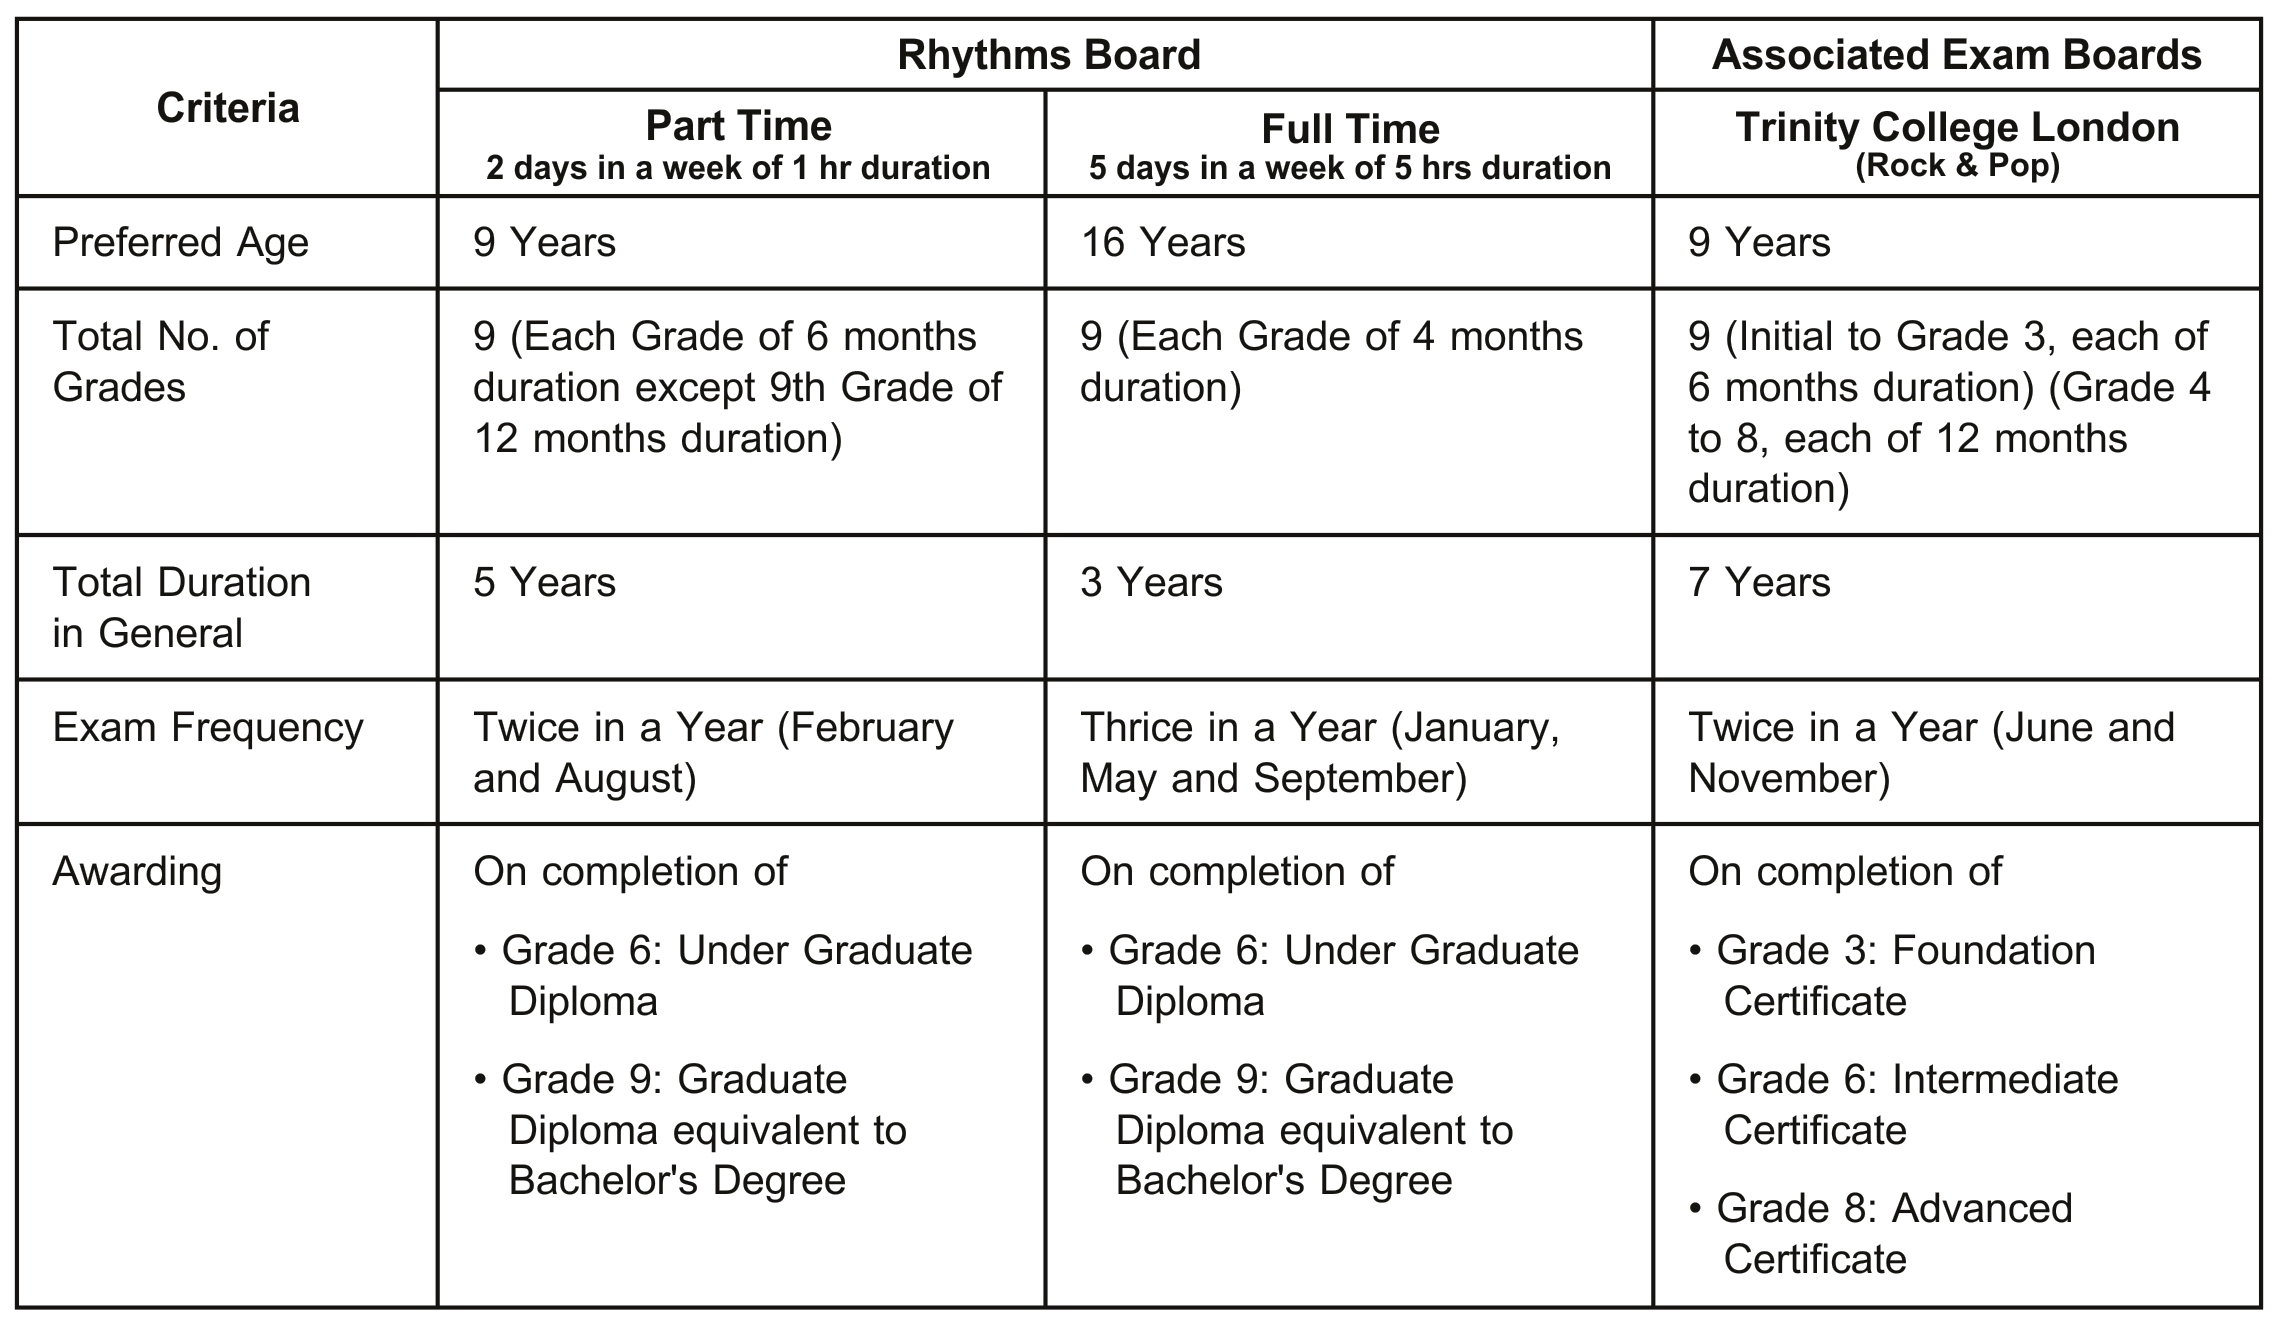 Criteria
Rhythms Board
Associated Exam Boards
Part Time
2 days in a week of 1 hr duration
Full Time
5 days in a week of 5 hrs duration
Trinity College London
(Rock & Pop)
Preferred Age
9 Years
16 Years
9 Years
Total No. of
Grades
9 (Each Grade of 6 months
duration except 9th Grade of
12 months duration)
9 (Each Grade of 4 months
duration)
9 (Initial to Grade 3, each of
6 months duration) (Grade 4
to 8, each of 12 months
duration)
Total Duration
in General
5 Years
3 Years
7 Years
Exam Frequency
Twice in a Year (February
and August)
Thrice in a Year (January,
May and September)
Twice in a Year (June and
November)
Awarding
On completion of
• Grade 6: Under Graduate
Diploma
• Grade 9: Graduate
Diploma equivalent to
Bachelor's Degree
On completion of
• Grade 6: Under Graduate
Diploma
• Grade 9: Graduate
Diploma equivalent to
Bachelor's Degree
On completion of
• Grade 3: Foundation
Certificate
• Grade 6: Intermediate
Certificate
• Grade 8: Advanced
Certificate